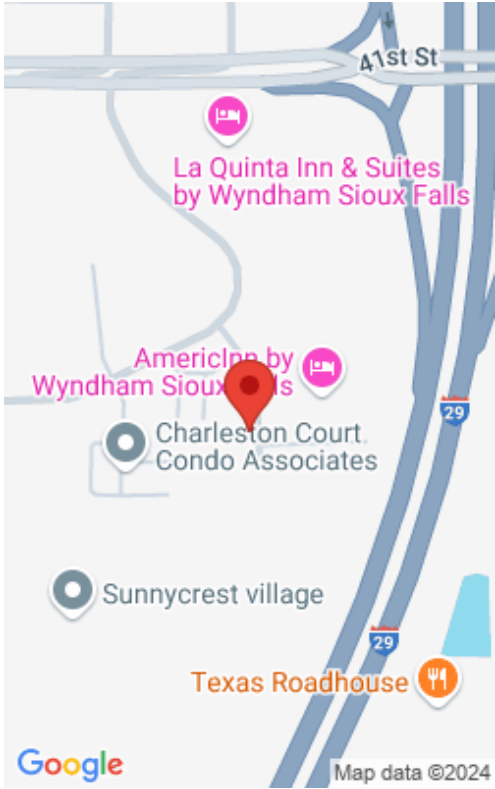 41st St
La Quinta Inn & Suites
by Wyndham Sioux Falls
AmericInn by
Wyndham Sioux Falls
29
Charleston Court
Condo Associates
Sunnycrest village
29
Texas Roadhouse
Google
Map data ©2024